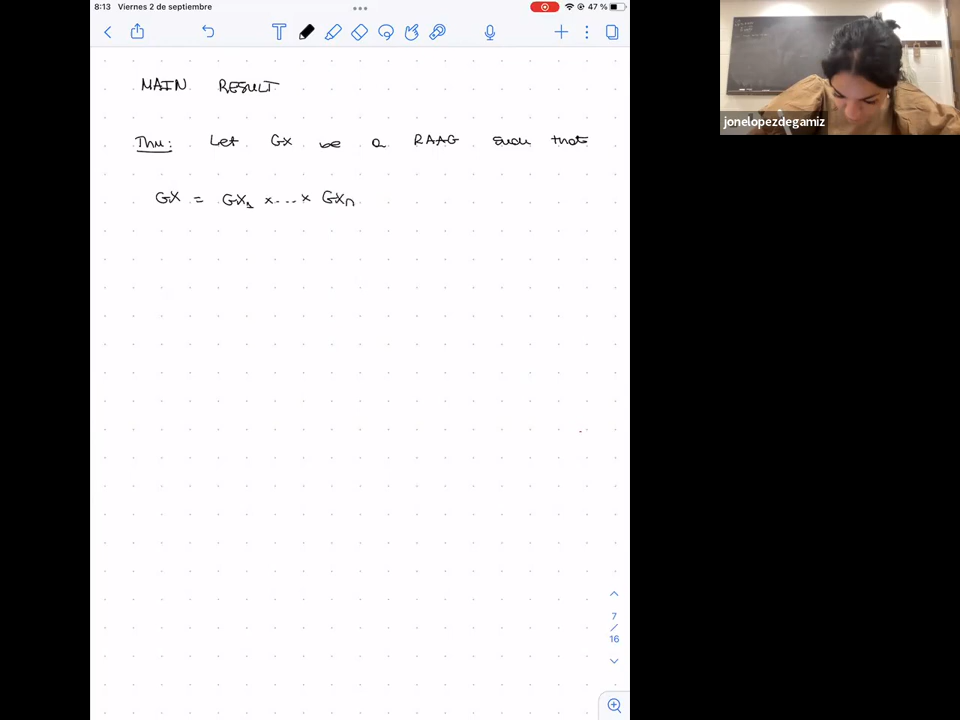 8:13 Viernes 2 de septiembre
47 %
MAIN RESULT
Thm: Let GX be a RAAG such that
GX = GX₁ ×...× GXn
7
/
16
jonelopezdegamiz